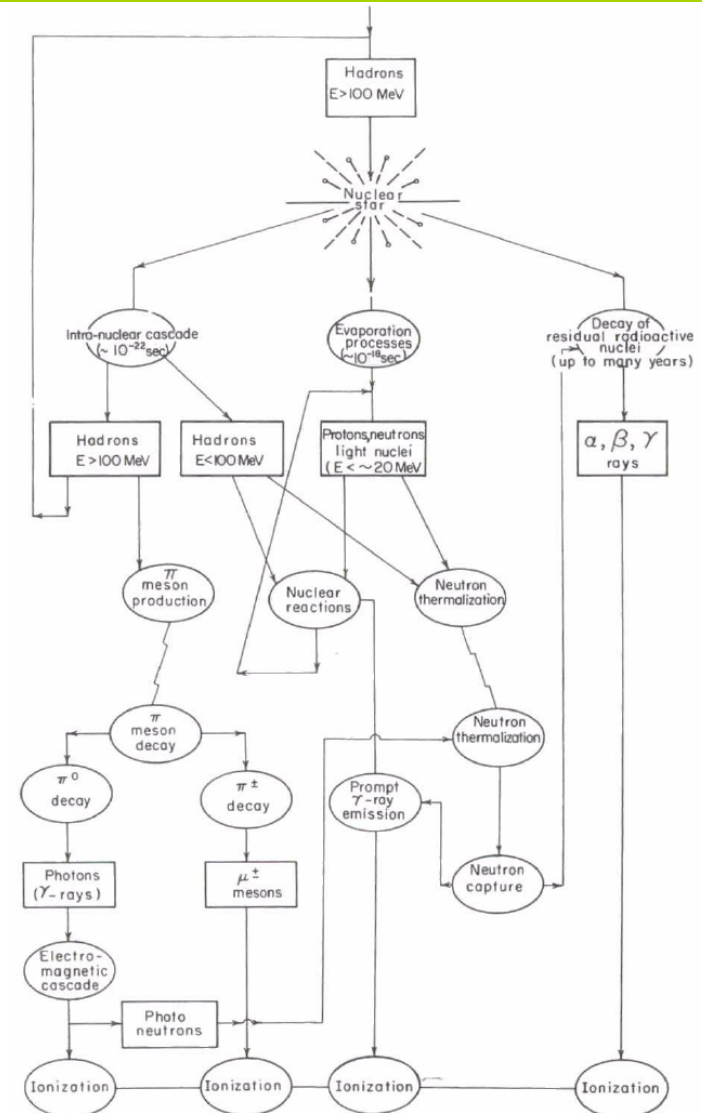 Hadrons
E>100 MeV
Nuclear
star
Intra-nuclear cascade
(~ 10⁻²² sec)
Evaporation
processes
(~10⁻¹⁸ sec)
Decay of
residual radioactive
nuclei
(up to many years)
Hadrons
E>100 MeV
Hadrons
E<100 MeV
Protons, neutrons
light nuclei
(E < ~20 MeV
α, β, γ
rays
π
meson
production
Nuclear
reactions
Neutron
thermalization
π
meson
decay
Neutron
thermalization
π⁰
decay
π±
decay
Prompt
γ-ray
emission
Photons
(γ-rays)
μ±
mesons
Neutron
capture
Electro-
magnetic
cascade
Photo
neutrons
Ionization
Ionization
Ionization
Ionization